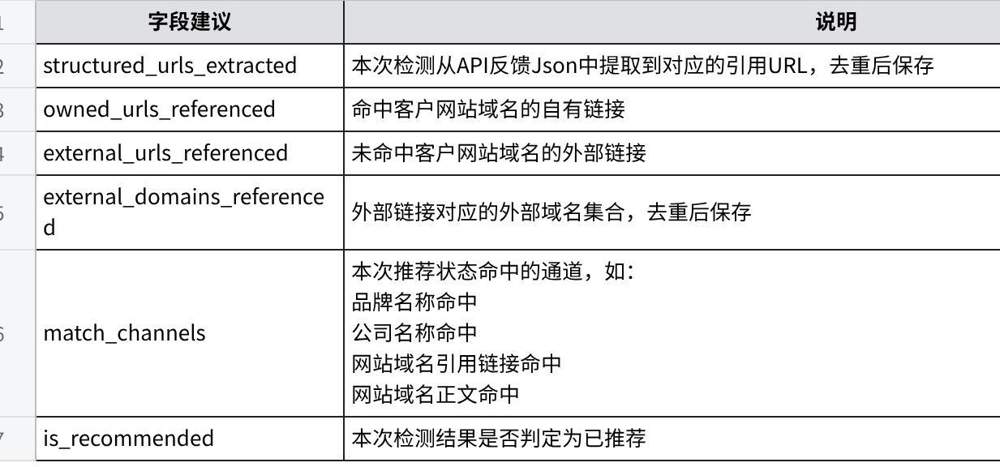 字段建议 说明
2 structured_urls_extracted 本次检测从API反馈Json中提取到对应的引用URL，去重后保存
3 owned_urls_referenced 命中客户网站域名的自有链接
4 external_urls_referenced 未命中客户网站域名的外部链接
external_domains_reference
5 外部链接对应的外部域名集合，去重后保存
d
本次推荐状态命中的通道，如：
品牌名称命中
6 match_channels 公司名称命中
网站域名引用链接命中
网站域名正文命中
7 is_recommended 本次检测结果是否判定为已推荐